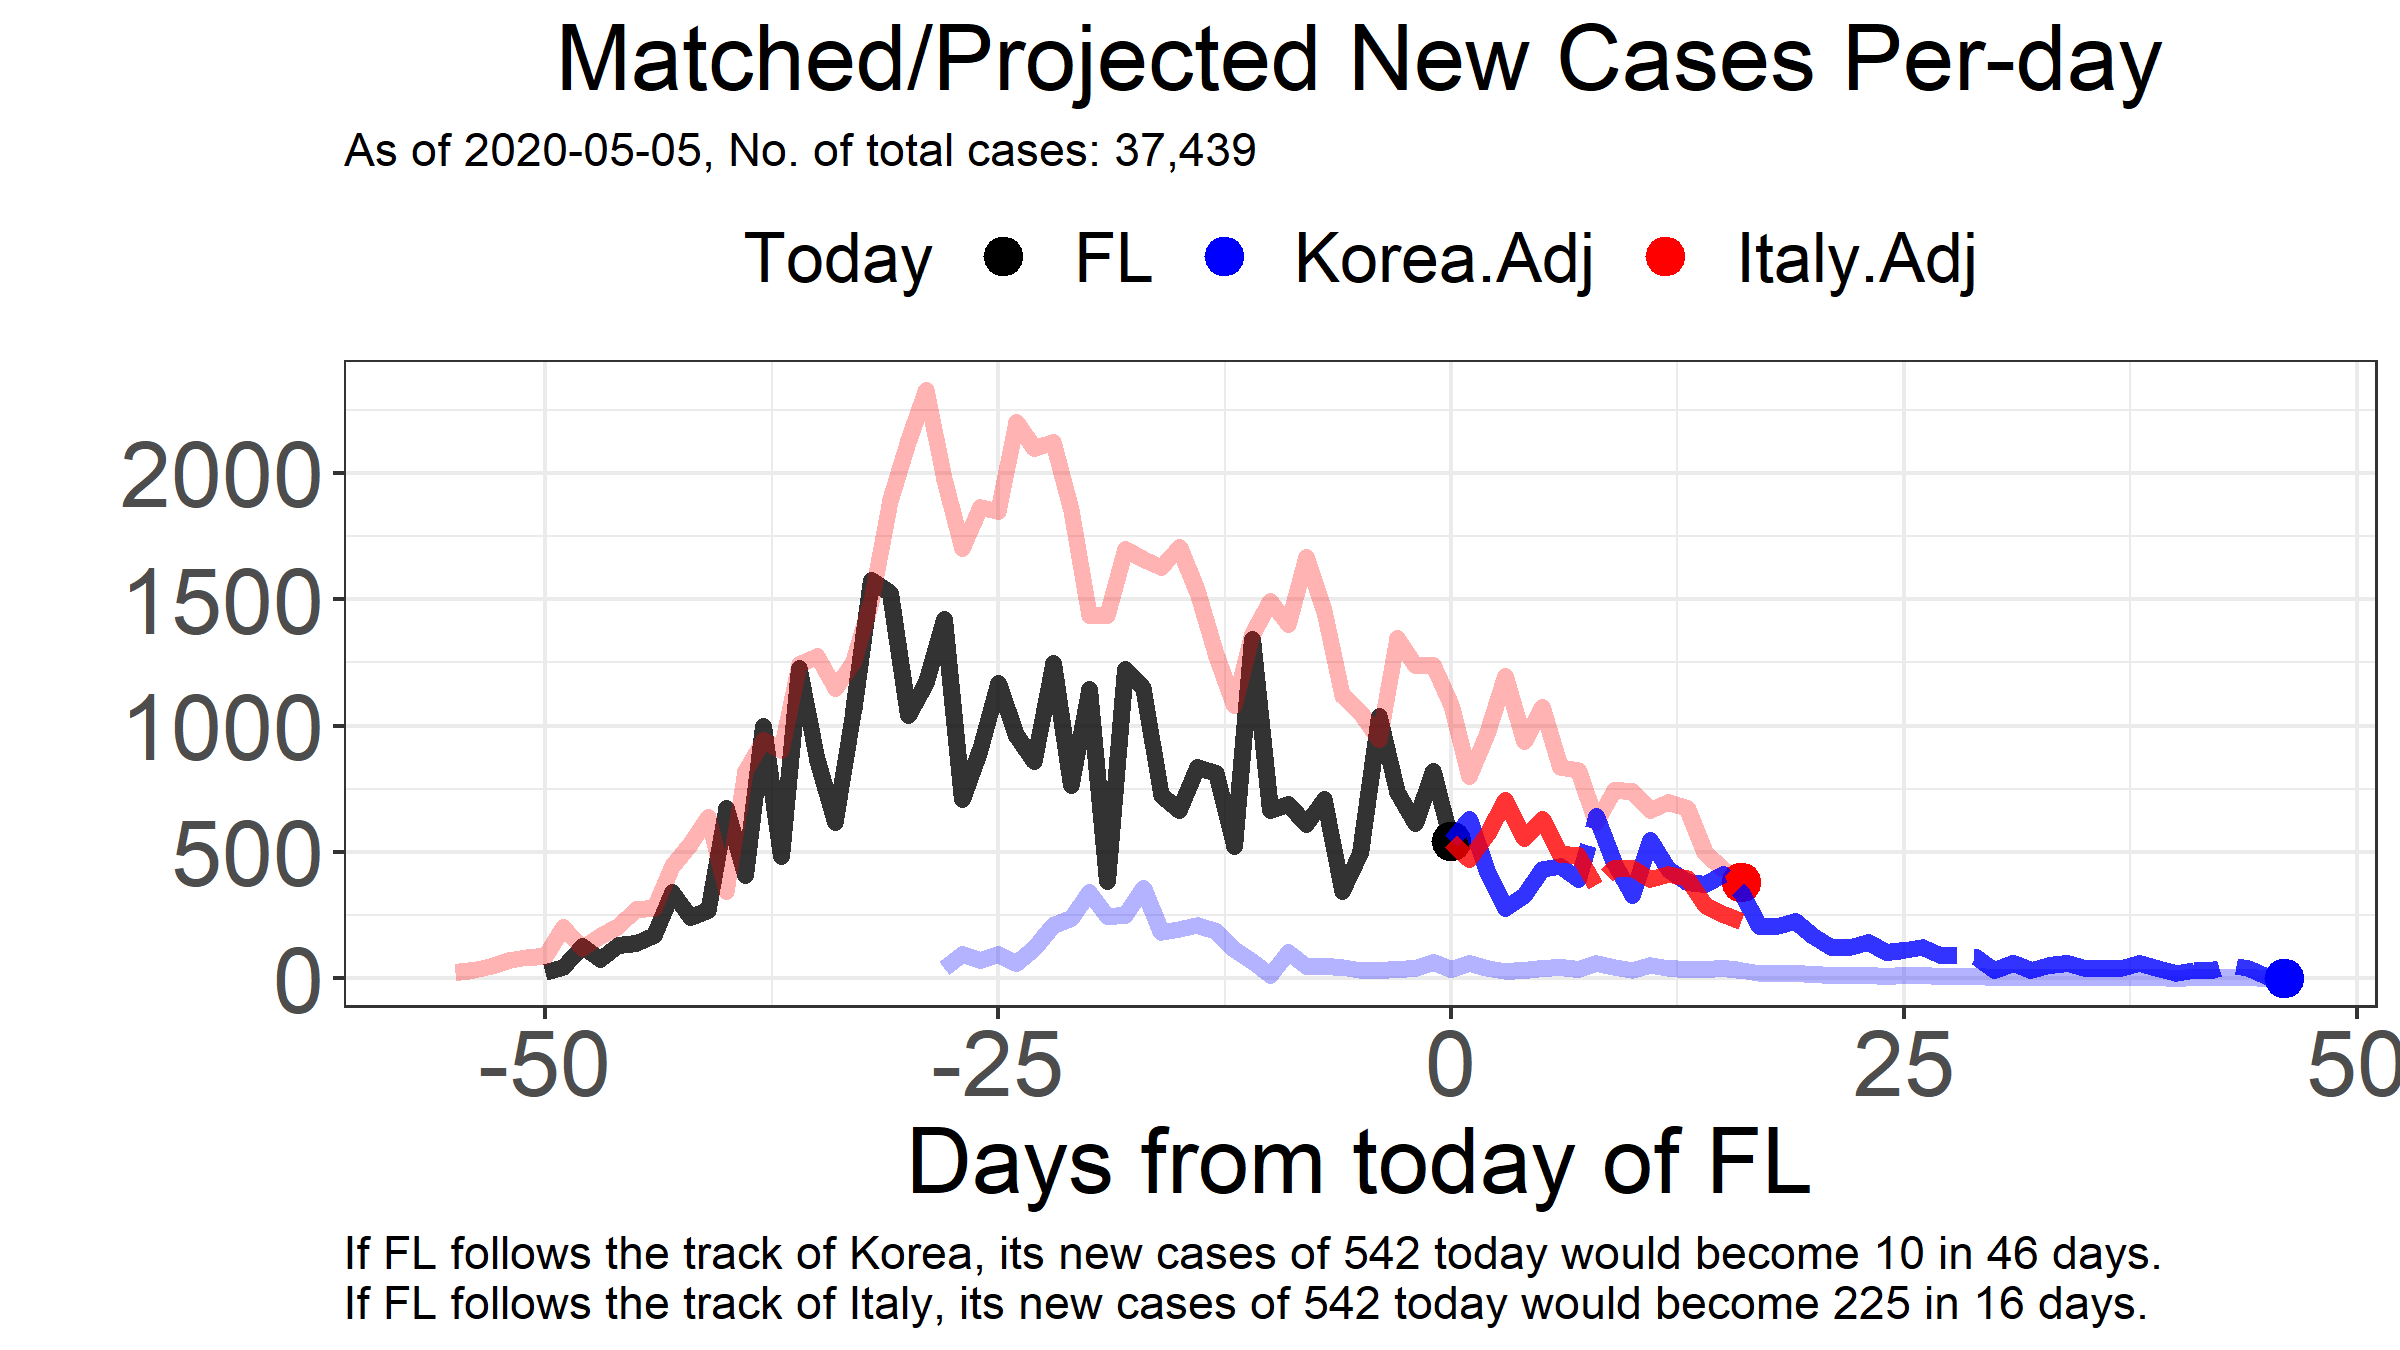 Matched/Projected New Cases Per-day
As of 2020-05-05, No. of total cases: 37,439
Today FL Korea.Adj Italy.Adj
2000
1500
1000
500
0
-50 -25 0 25 50
Days from today of FL
If FL follows the track of Korea, its new cases of 542 today would become 10 in 46 days.
If FL follows the track of Italy, its new cases of 542 today would become 225 in 16 days.